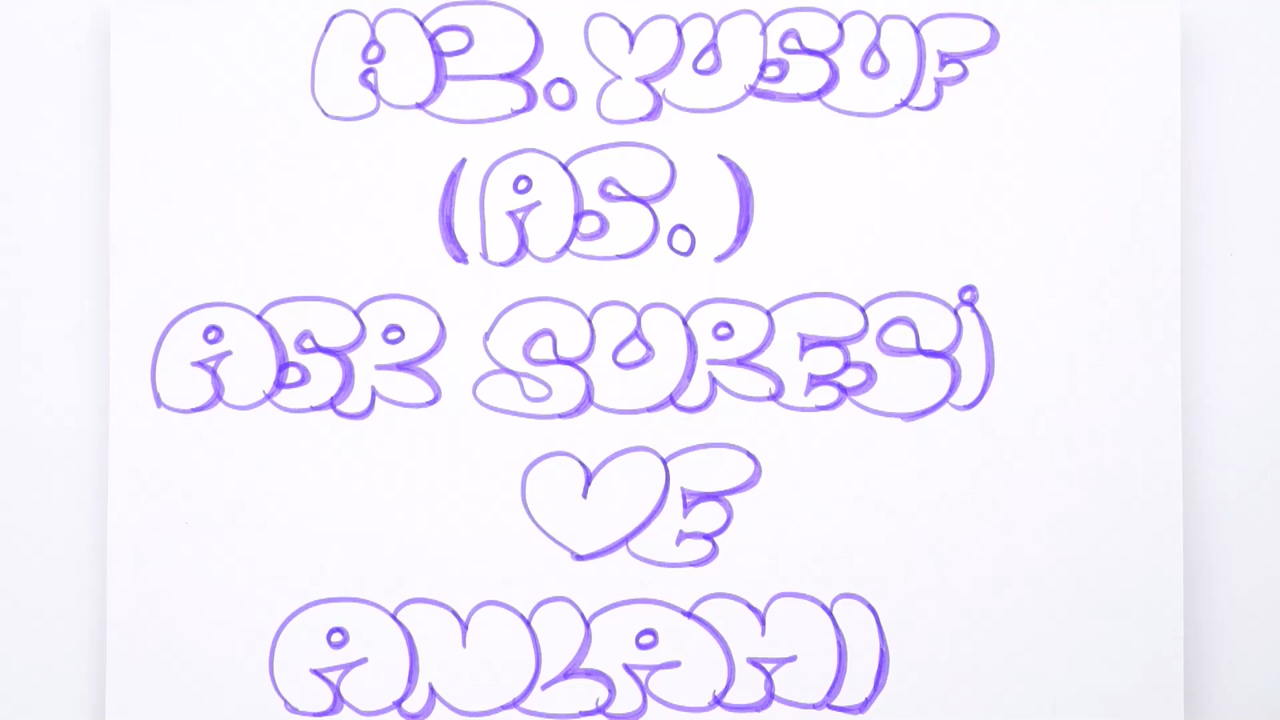 HZ. YUSUF
(AS.)
ASR SURESİ
VE
ANLAMI